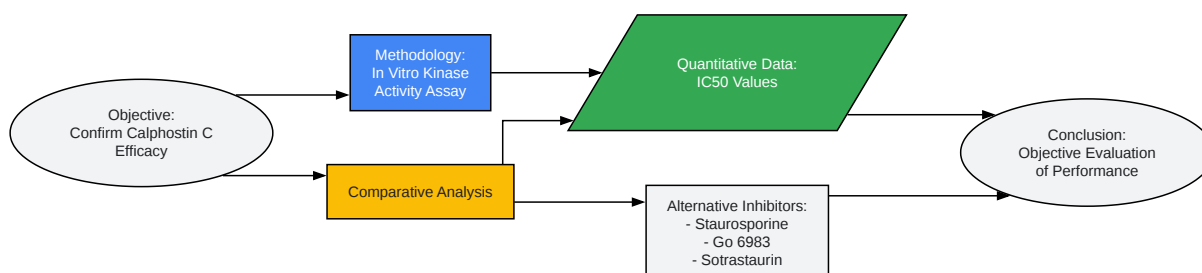 Objective:
Confirm Calphostin C
Efficacy
Methodology:
In Vitro Kinase
Activity Assay
Comparative Analysis
Quantitative Data:
IC50 Values
Alternative Inhibitors:
- Staurosporine
- Go 6983
- Sotrastaurin
Conclusion:
Objective Evaluation
of Performance